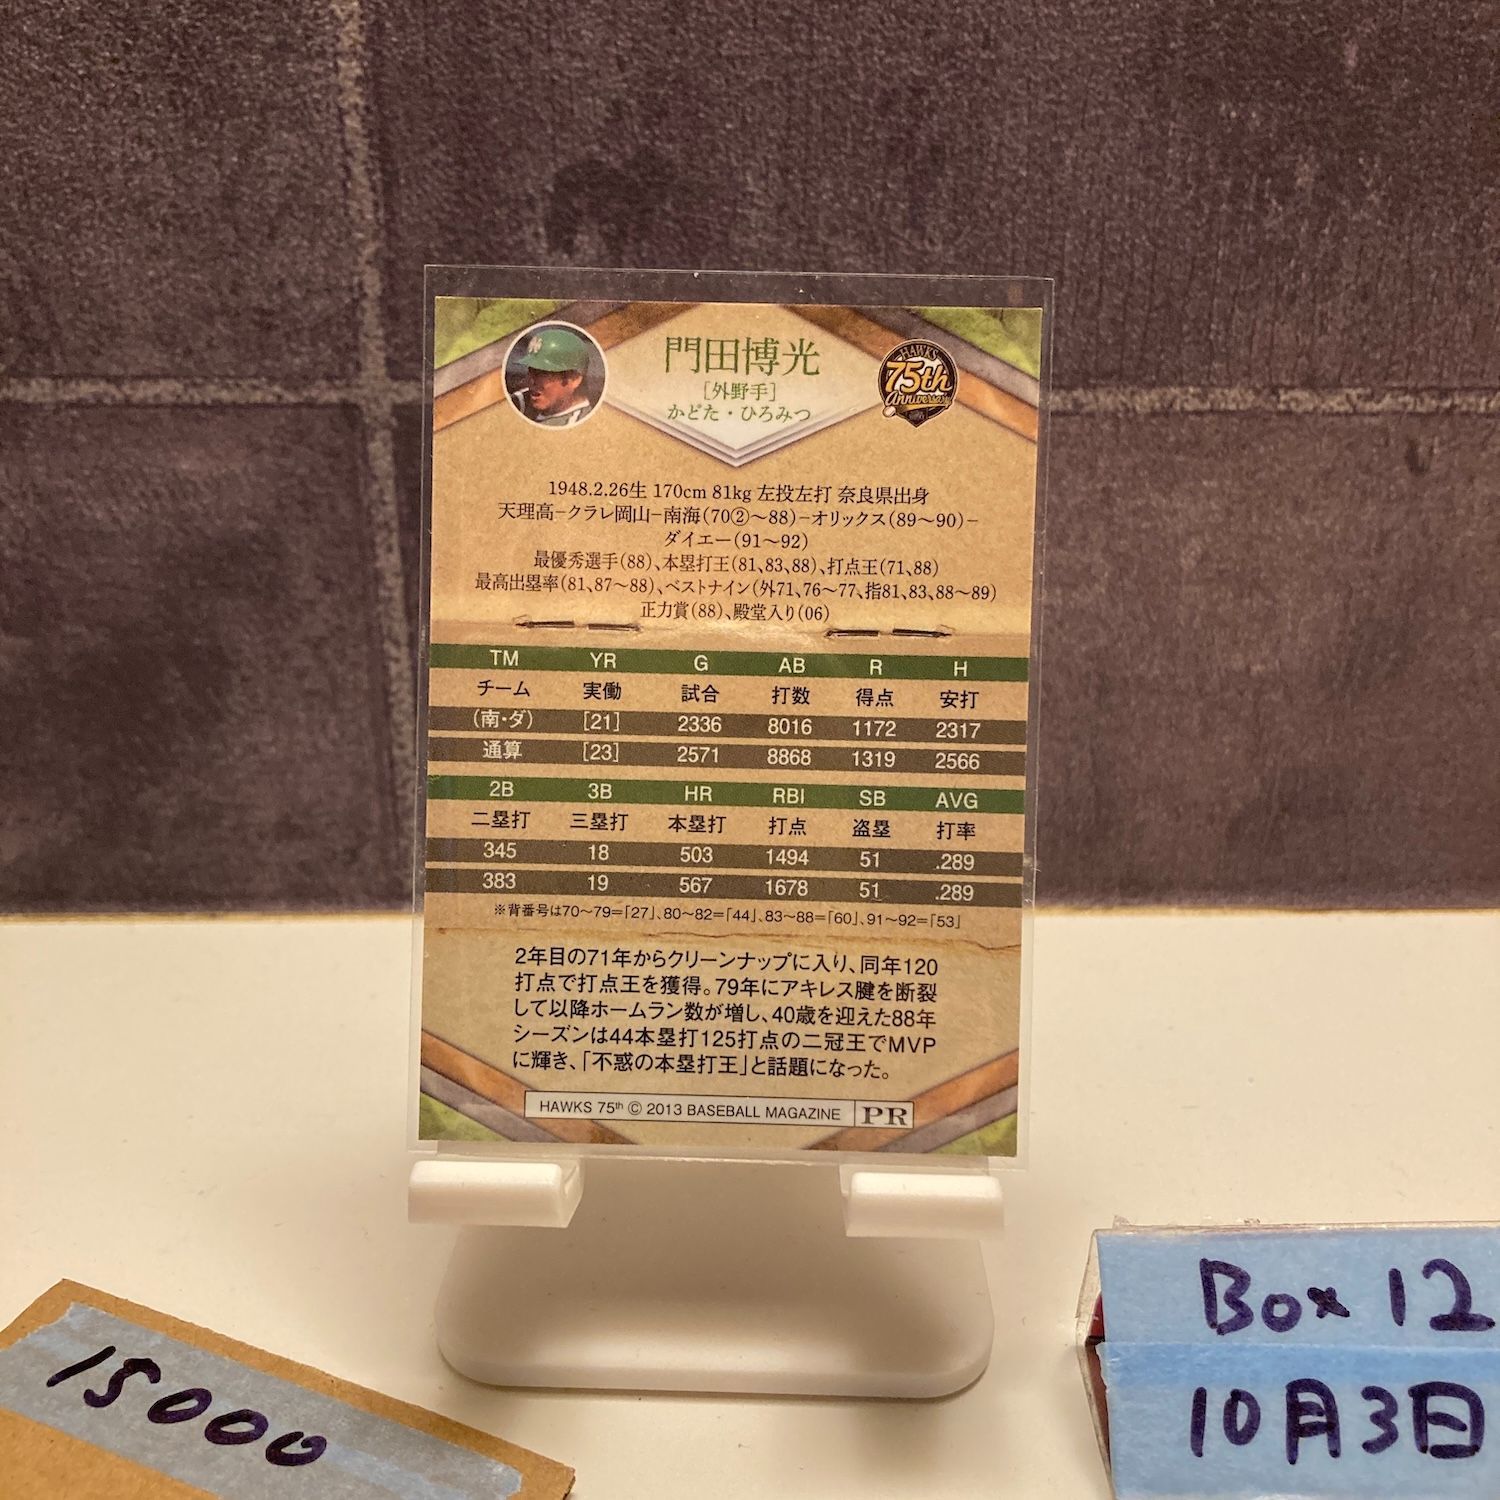 門田博光
[外野手]
かどた・ひろみつ
HAWKS
75th
Anniversary
1948.2.26生 170cm 81kg 左投左打 奈良県出身
天理高−クラレ岡山−南海(70②〜88)−オリックス(89〜90)−
ダイエー(91〜92)
最優秀選手(88)、本塁打王(81、83、88)、打点王(71、88)
最高出塁率(81、87〜88)、ベストナイン(外71、76〜77、指81、83、88〜89)
正力賞(88)、殿堂入り(06)
TM YR G AB R H
チーム 実働 試合 打数 得点 安打
(南・ダ) [21] 2336 8016 1172 2317
通算 [23] 2571 8868 1319 2566
2B 3B HR RBI SB AVG
二塁打 三塁打 本塁打 打点 盗塁 打率
345 18 503 1494 51 .289
383 19 567 1678 51 .289
※背番号は70〜79=「27」、80〜82=「44」、83〜88=「60」、91〜92=「53」
2年目の71年からクリーンナップに入り、同年120
打点で打点王を獲得。79年にアキレス腱を断裂
して以降ホームラン数が増し、40歳を迎えた88年
シーズンは44本塁打125打点の二冠王でMVP
に輝き、「不惑の本塁打王」と話題になった。
HAWKS 75th © 2013 BASEBALL MAGAZINE PR
15000
Box 12
10月3日